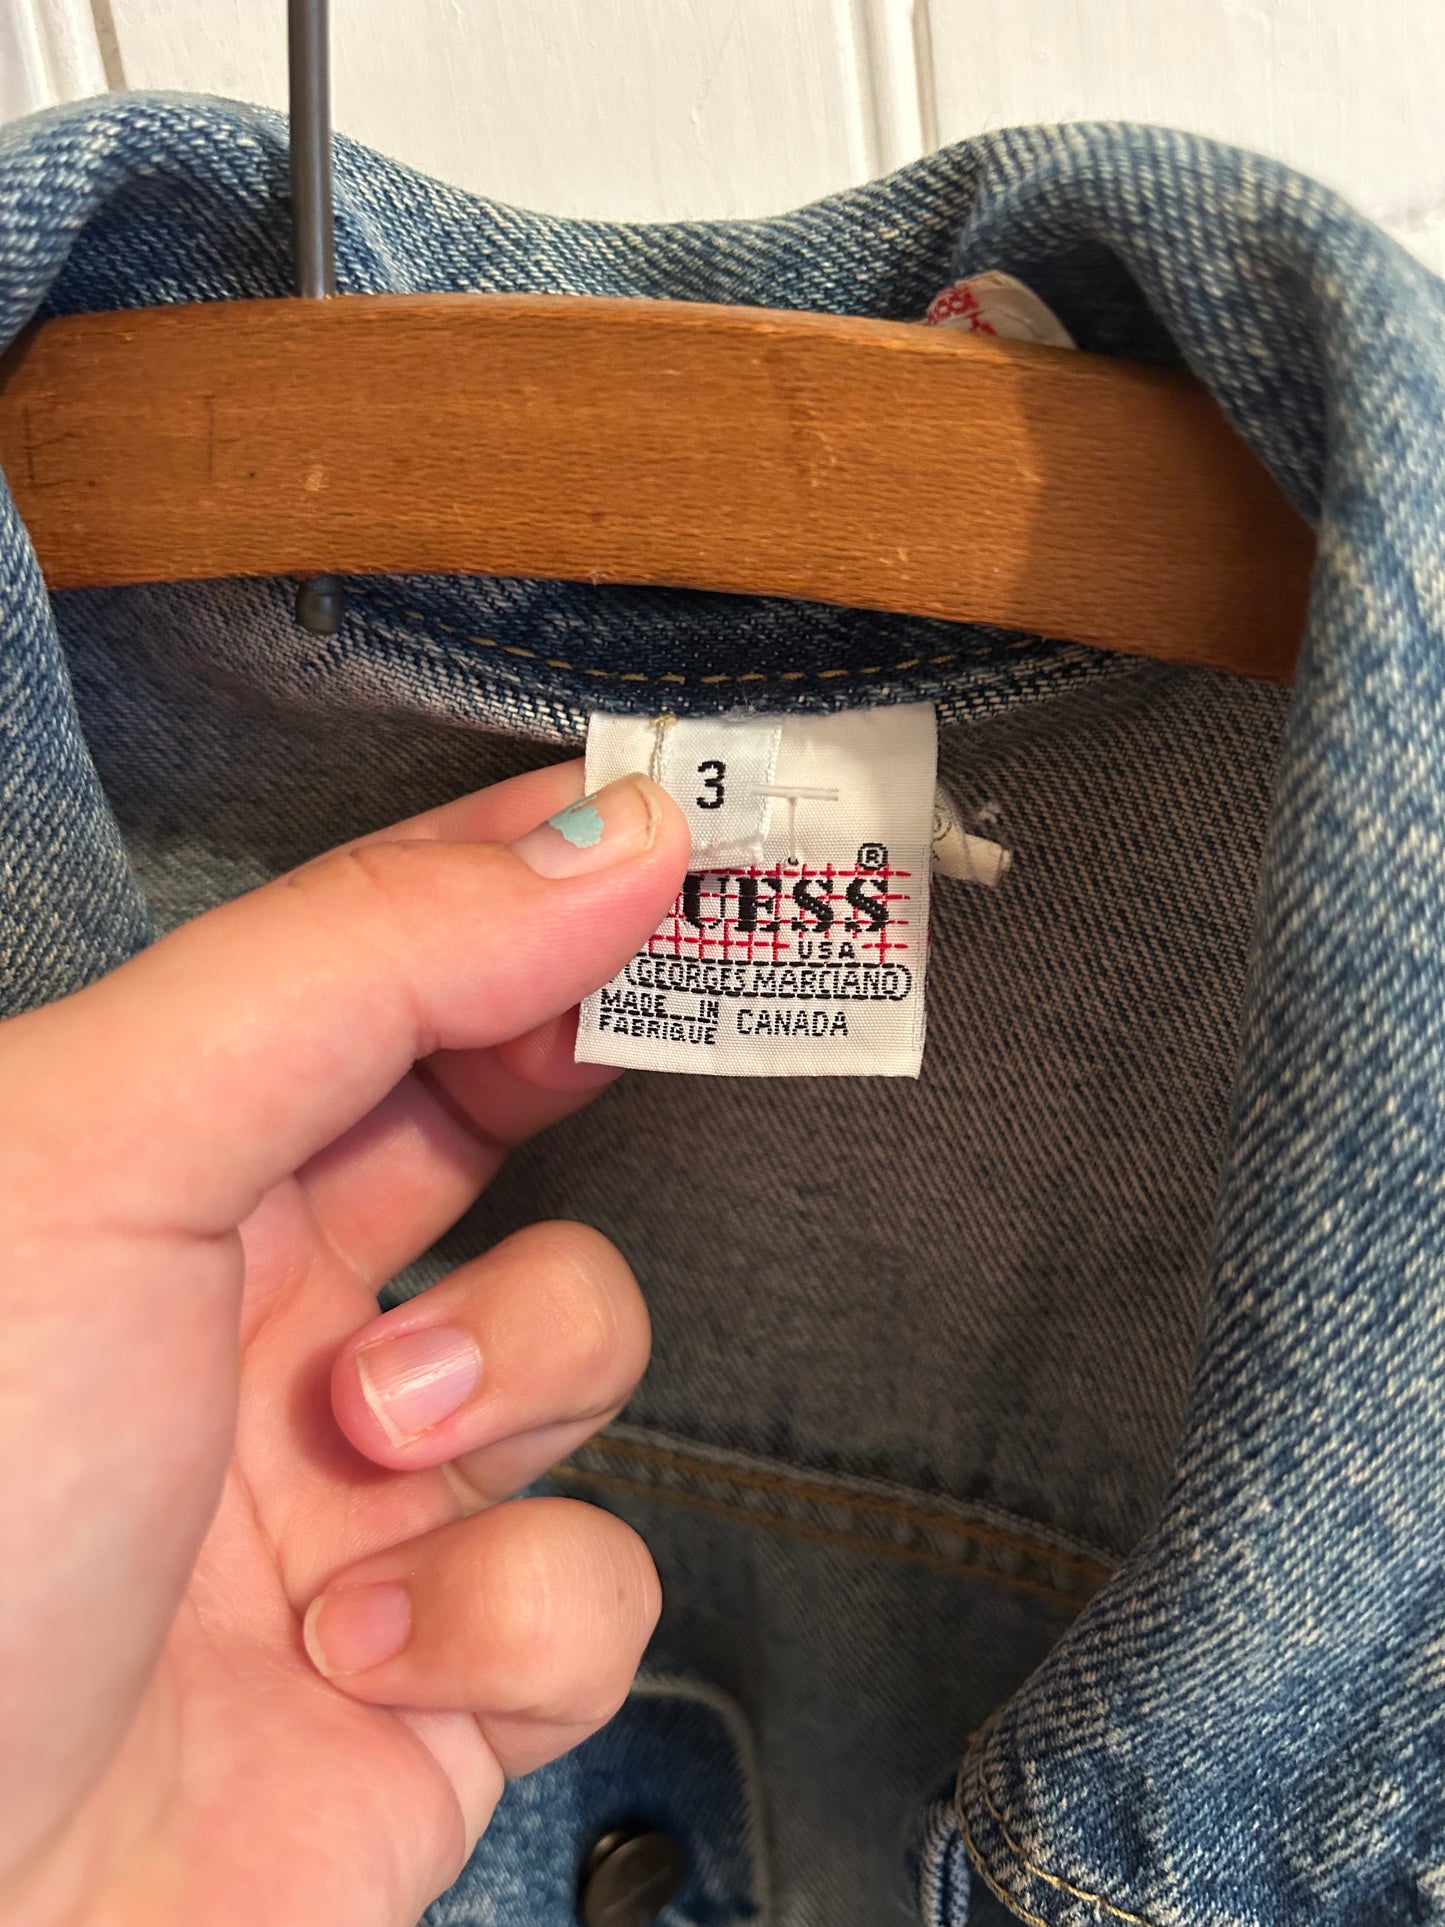 3
®
UESS
USA
GEORGES MARCIANO
MADE IN
FABRIQUE CANADA